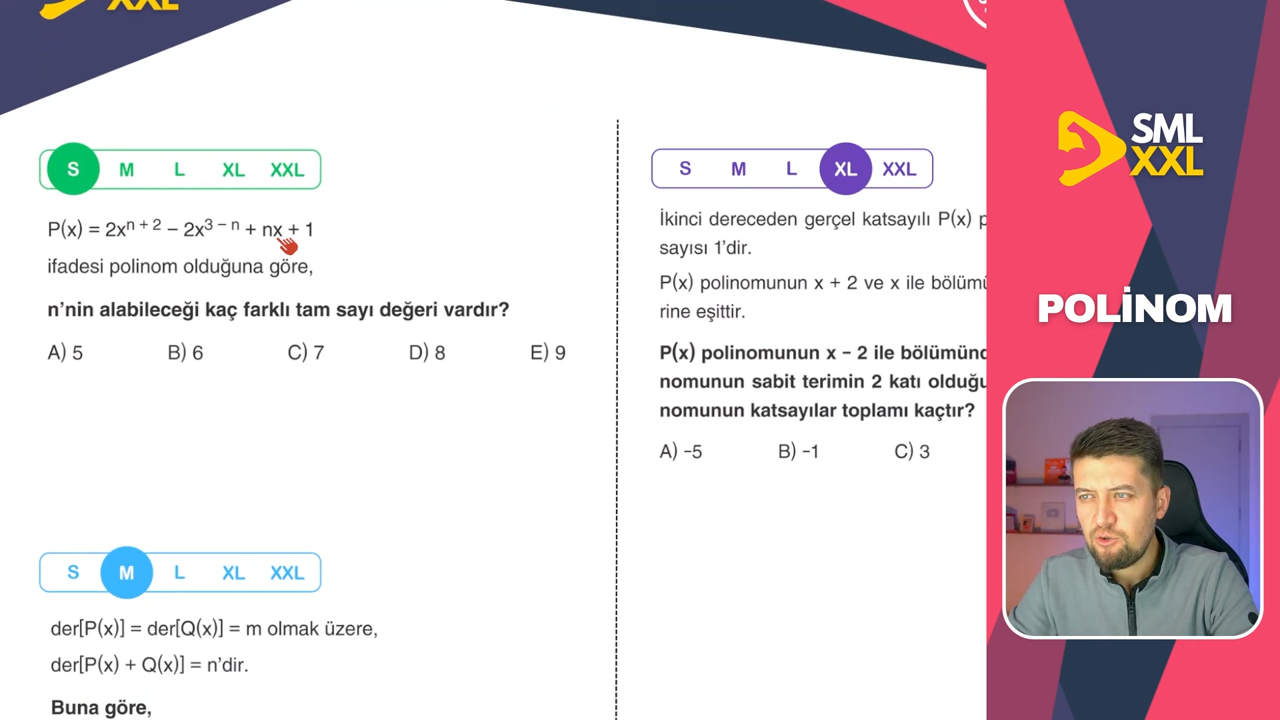 XXL
S M L XL XXL
P(x) = 2xⁿ ⁺ ² – 2x³ ⁻ ⁿ + nx + 1
ifadesi polinom olduğuna göre,
n'nin alabileceği kaç farklı tam sayı değeri vardır?
A) 5 B) 6 C) 7 D) 8 E) 9
S M L XL XXL
der[P(x)] = der[Q(x)] = m olmak üzere,
der[P(x) + Q(x)] = n'dir.
Buna göre,
S M L XL XXL
İkinci dereceden gerçel katsayılı P(x) p
sayısı 1'dir.
P(x) polinomunun x + 2 ve x ile bölümü
rine eşittir.
P(x) polinomunun x – 2 ile bölümünd
nomunun sabit terimin 2 katı olduğu
nomunun katsayılar toplamı kaçtır?
A) –5 B) –1 C) 3
SML
XXL
POLİNOM